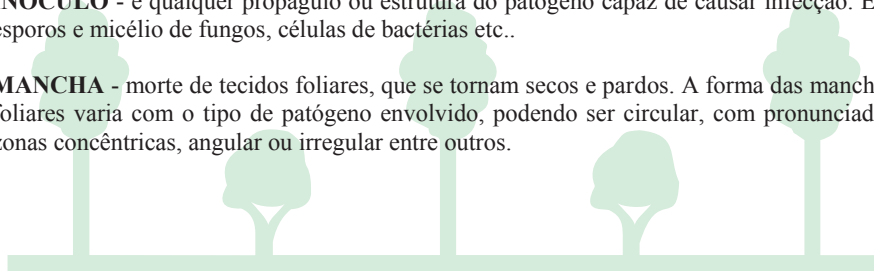 INÓCULO - é qualquer propágulo ou estrutura do patógeno capaz de causar infecção. E
esporos e micélio de fungos, células de bactérias etc..
MANCHA - morte de tecidos foliares, que se tornam secos e pardos. A forma das manch
foliares varia com o tipo de patógeno envolvido, podendo ser circular, com pronunciad
zonas concêntricas, angular ou irregular entre outros.